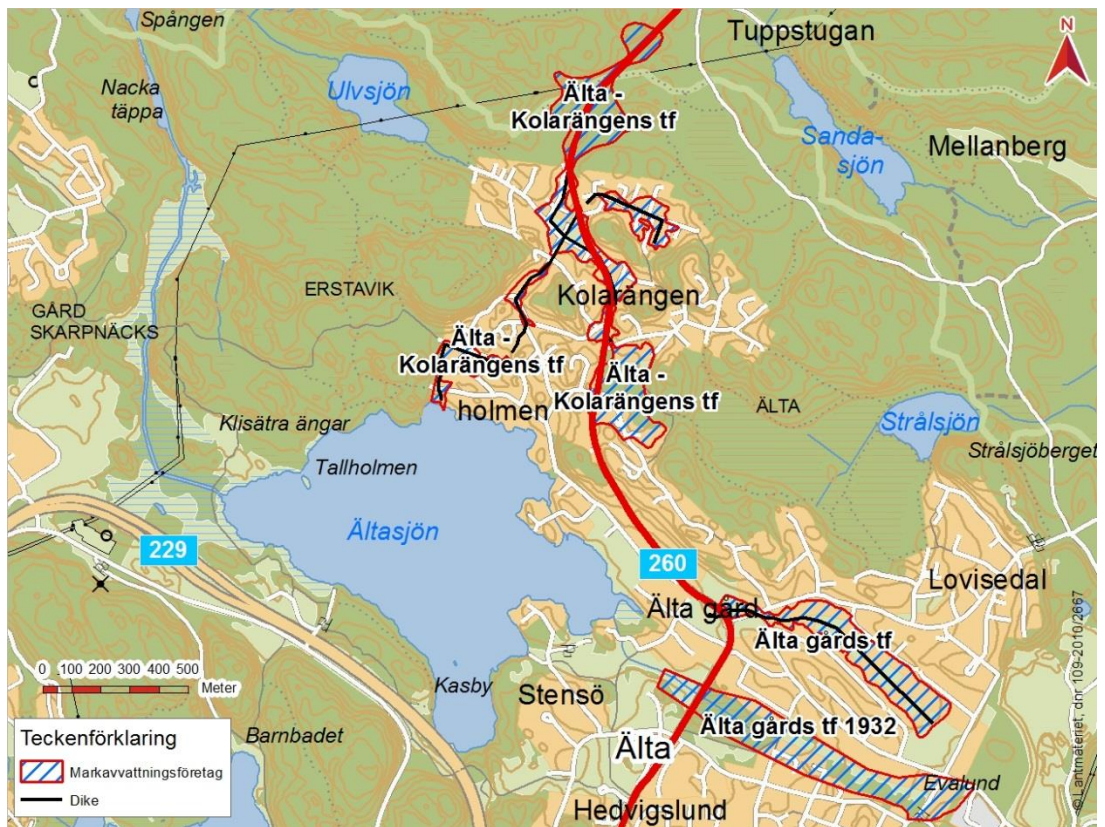 Spången
Tuppstugan
N
Nacka
täppa
Ulvsjön
Älta -
Kolarängens tf
Sanda-
sjön
Mellanberg
ERSTAVIK
GÅRD
SKARPNÄCKS
Kolarängen
Älta -
Kolarängens tf
Älta -
Kolarängens tf
holmen
ÄLTA
Klisätra ängar
Strålsjön
Strålsjöberget
Tallholmen
Ältasjön
229
260
Lovisedal
Älta gård
Älta gårds tf
0 100 200 300 400 500
Meter
Kasby
Stensö
Älta gårds tf 1932
Barnbadet
Älta
Evalund
Hedvigslund
Teckenförklaring
Markavvattningsföretag
Dike
© Lantmäteriet, dnr 109-2010/2667